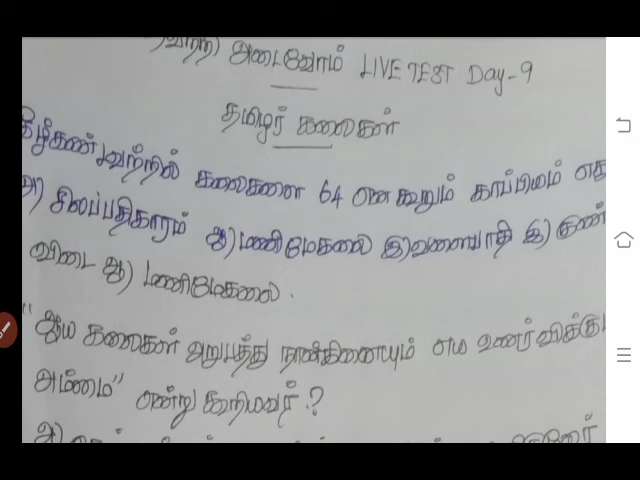 அடைவோம் LIVE TEST Day-9
தமிழர் கலைகள்
கீழ்கண்டவற்றில் கலைகளை 64 என கூறும் காப்பியம் எது
அ) சிலப்பதிகாரம் ஆ) மணிமேகலை இ) வளையாபதி ஈ) குண்
விடை ஆ) மணிமேகலை.
"ஆய கலைகள் அறுபத்து நான்கினையும் எம உணர்விக்கு
அம்மை" என்று கூறியவர்?
அ)